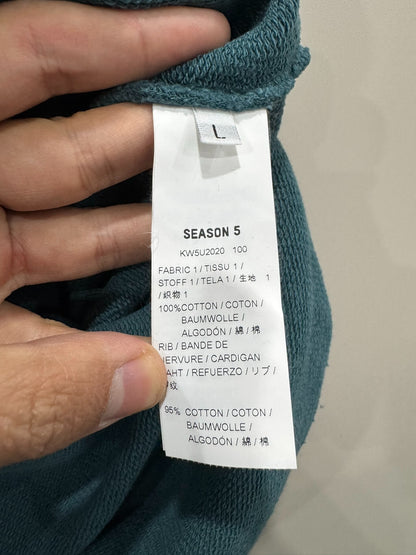 L
SEASON 5
KW5U2020 100
FABRIC 1 / TISSU 1 /
STOFF 1 / TELA 1 / 生地 1
/ 织物 1
100% COTTON / COTON /
BAUMWOLLE /
ALGODÓN / 綿 / 棉
RIB / BANDE DE
NERVURE / CARDIGAN
/ REFUERZO / リブ /
纹
95% COTTON / COTON /
BAUMWOLLE /
ALGODÓN / 綿 / 棉